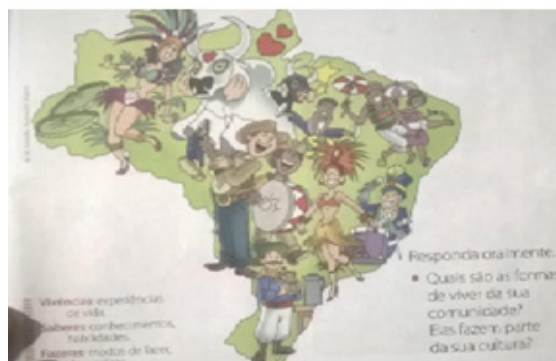 Responda oralmente.
Quais são as formas
de viver da sua
comunidade?
Elas fazem parte
da sua cultura?
Vivências: experiências
de vida.
Saberes: conhecimentos,
habilidades.
Fazeres: modos de fazer,